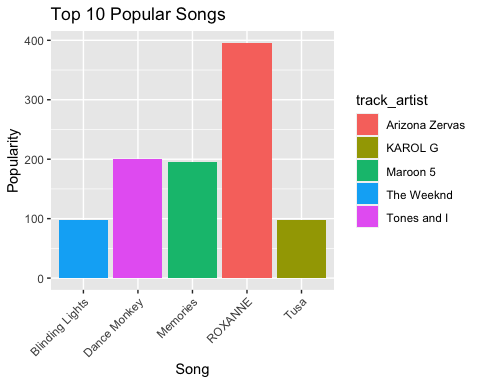 Top 10 Popular Songs
400
300
200
100
0
Popularity
Blinding Lights
Dance Monkey
Memories
ROXANNE
Tusa
Song
track_artist
Arizona Zervas
KAROL G
Maroon 5
The Weeknd
Tones and I